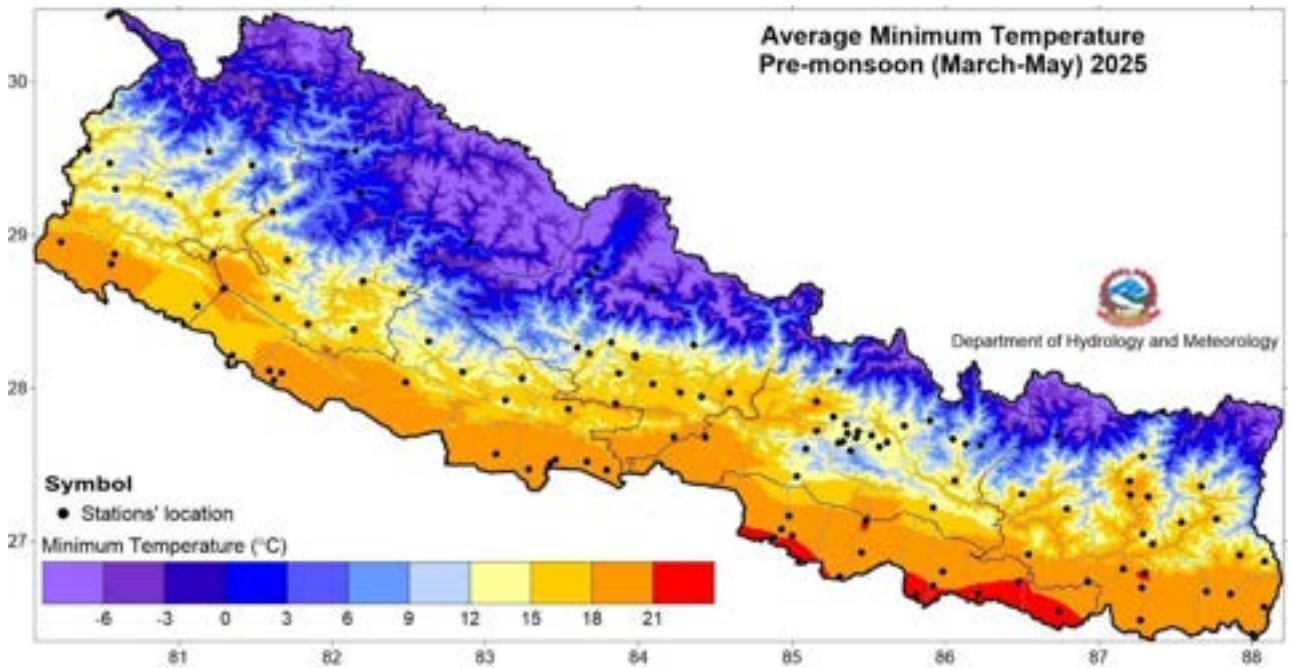 Average Minimum Temperature
Pre-monsoon (March-May) 2025
30
29
28
27
Department of Hydrology and Meteorology
Symbol
Stations' location
Minimum Temperature (°C)
-6 -3 0 3 6 9 12 15 18 21
81 82 83 84 85 86 87 88